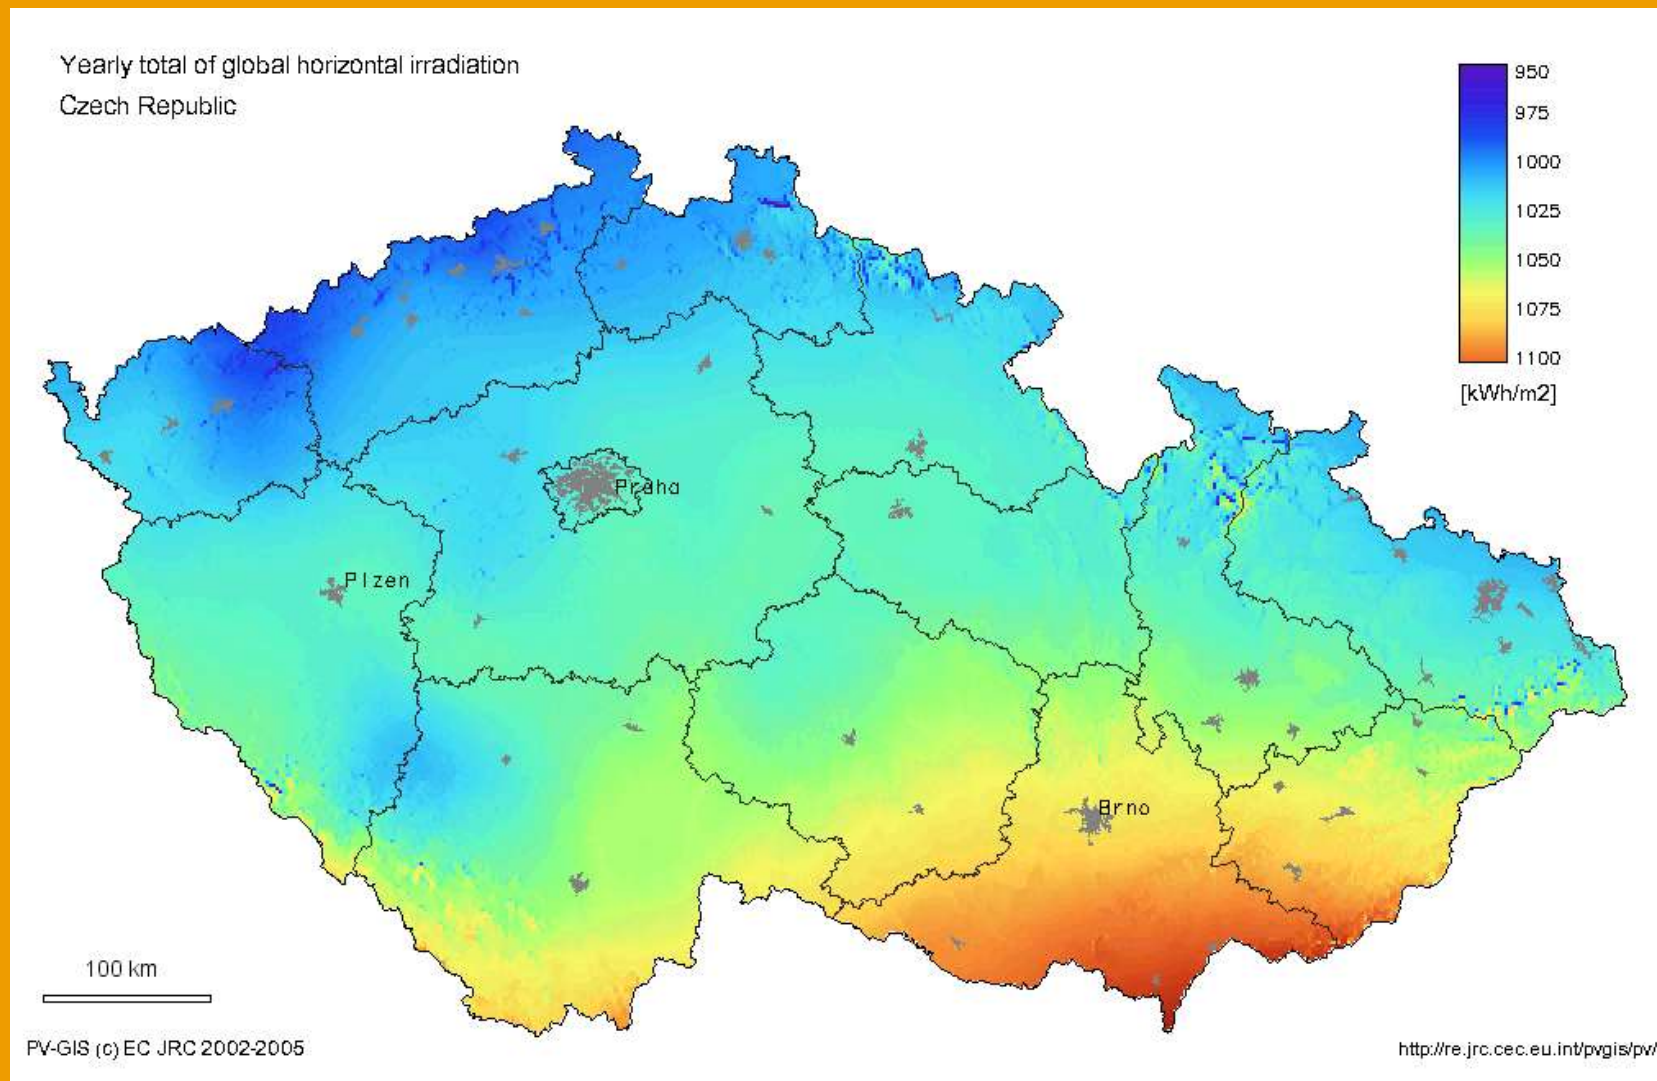 Yearly total of global horizontal irradiation
Czech Republic
950
975
1000
1025
1050
1075
1100
[kWh/m2]
Praha
Plzen
Brno
100 km
PV-GIS (c) EC JRC 2002-2005
http://re.jrc.cec.eu.int/pvgis/pv/